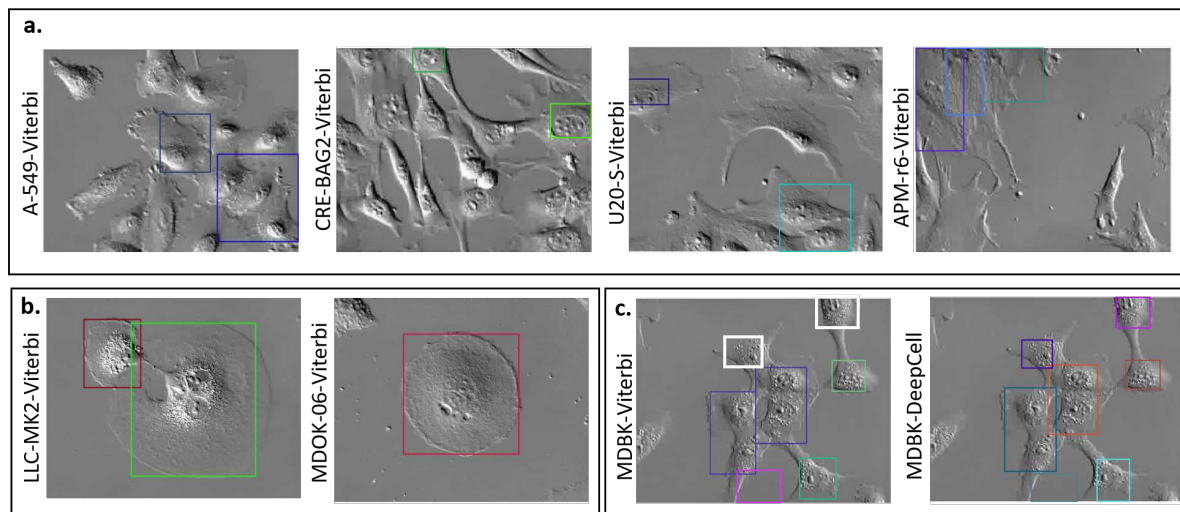 a.
A-549-Viterbi
CRE-BAG2-Viterbi
U20-S-Viterbi
APM-r6-Viterbi
b.
LLC-MK2-Viterbi
MDOK-06-Viterbi
c.
MDBK-Viterbi
MDBK-DeepCell